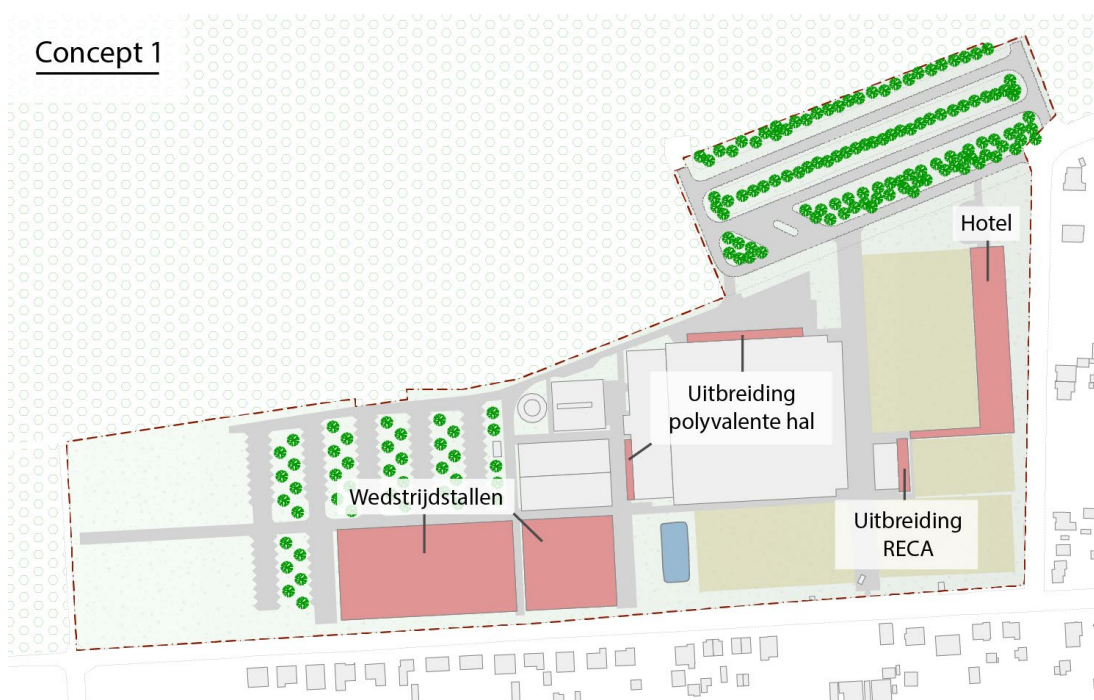 Concept 1
Hotel
Uitbreiding
polyvalente hal
Wedstrijdstallen
Uitbreiding
RECA